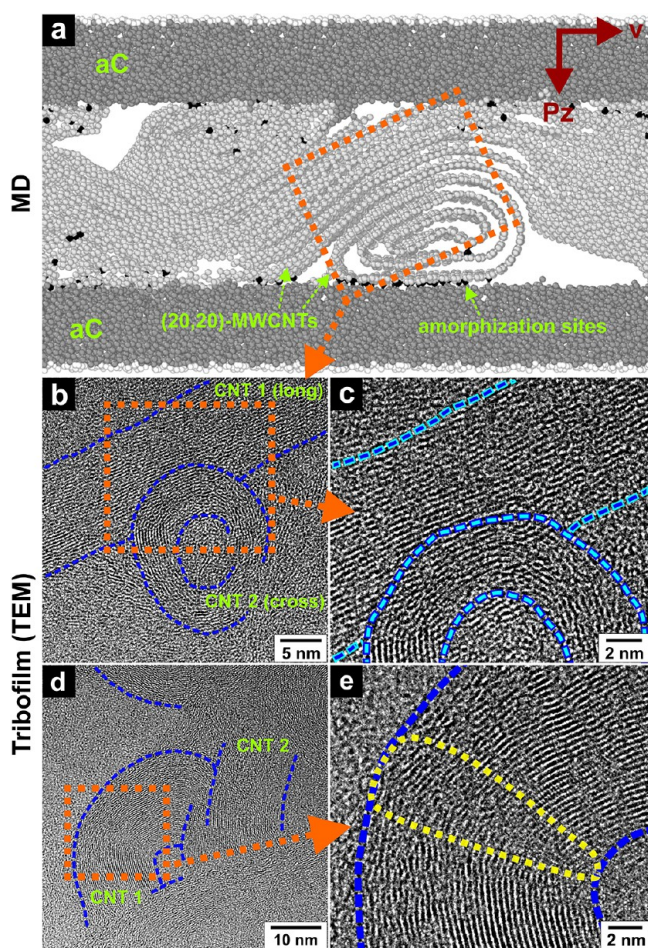 a
aC
v
Pz
MD
(20,20)-MWCNTs
amorphization sites
aC
b
CNT 1 (long)
CNT 2 (cross)
5 nm
c
2 nm
Tribofilm (TEM)
d
CNT 2
CNT 1
10 nm
e
2 nm